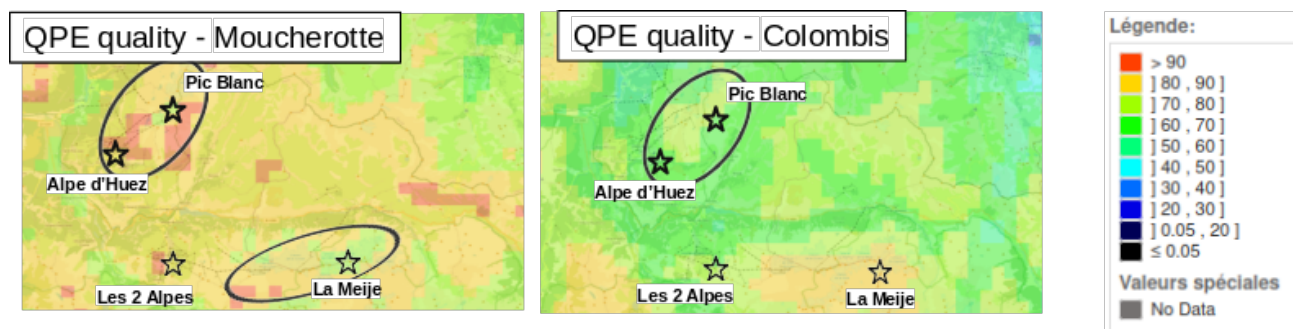 QPE quality - Moucherotte
Pic Blanc
Alpe d'Huez
Les 2 Alpes
La Meije
QPE quality - Colombis
Pic Blanc
Alpe d'Huez
Les 2 Alpes
La Meije
Légende:
> 90
] 80 , 90 ]
] 70 , 80 ]
] 60 , 70 ]
] 50 , 60 ]
] 40 , 50 ]
] 30 , 40 ]
] 20 , 30 ]
] 0.05 , 20 ]
≤ 0.05
Valeurs spéciales
No Data